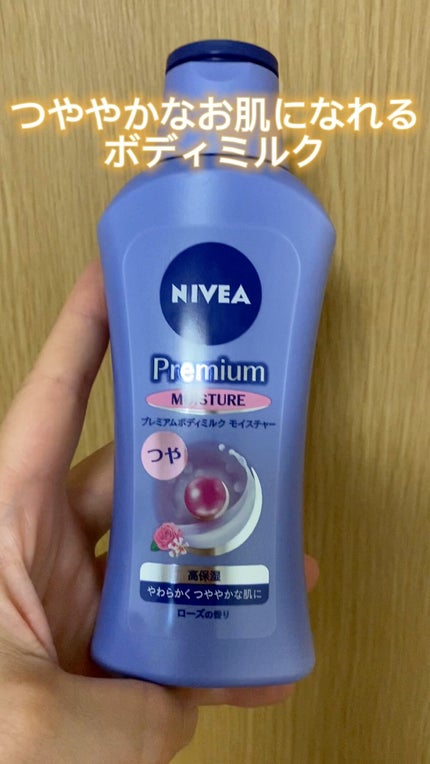 つややかなお肌になれる
ボディミルク
NIVEA
Premium
MOISTURE
プレミアムボディミルク モイスチャー
つや
高保湿
やわらかくつややかな肌に
ローズの香り